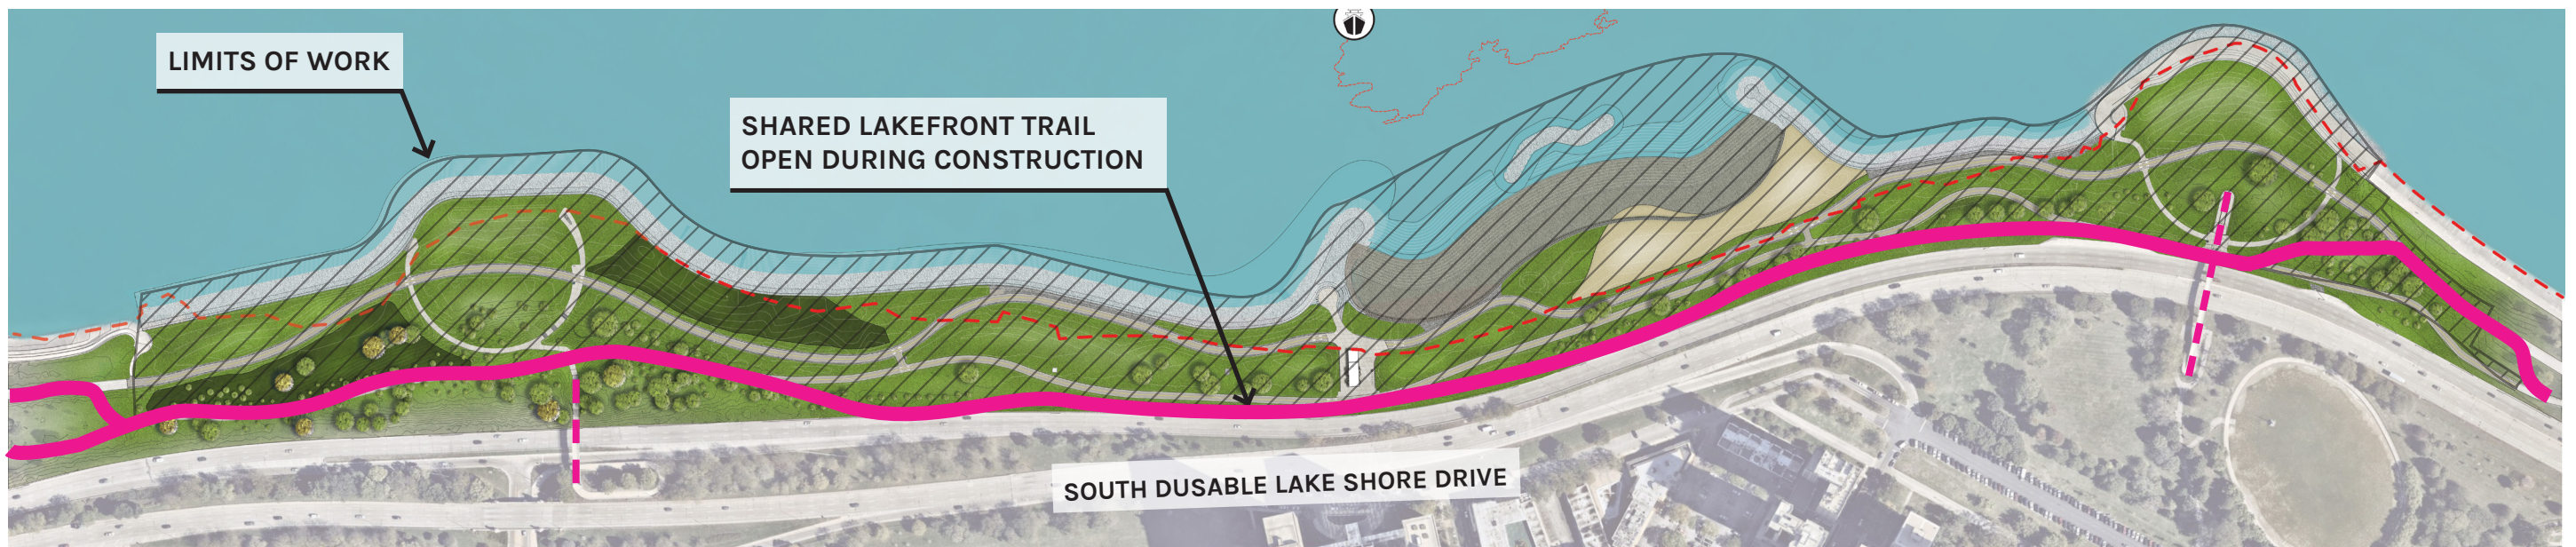 LIMITS OF WORK
SHARED LAKEFRONT TRAIL
OPEN DURING CONSTRUCTION
SOUTH DUSABLE LAKE SHORE DRIVE